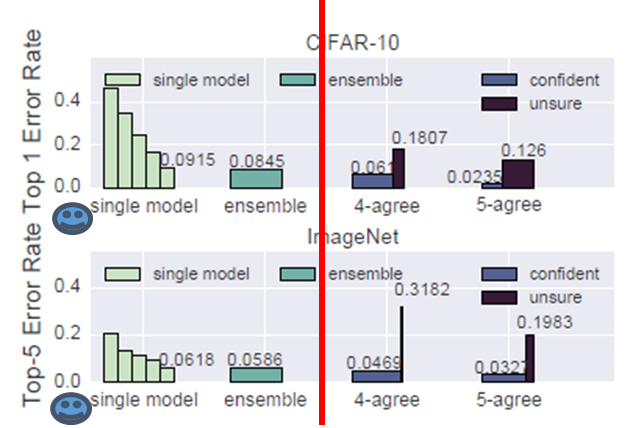 CIFAR-10
Top 1 Error Rate
single model ensemble confident
unsure
0.4
0.2
0.0
0.0915 0.0845 0.061 0.1807 0.0235 0.126
single model ensemble 4-agree 5-agree
ImageNet
Top-5 Error Rate
single model ensemble confident
unsure
0.4
0.2
0.0
0.0618 0.0586 0.0469 0.3182 0.0327 0.1983
single model ensemble 4-agree 5-agree